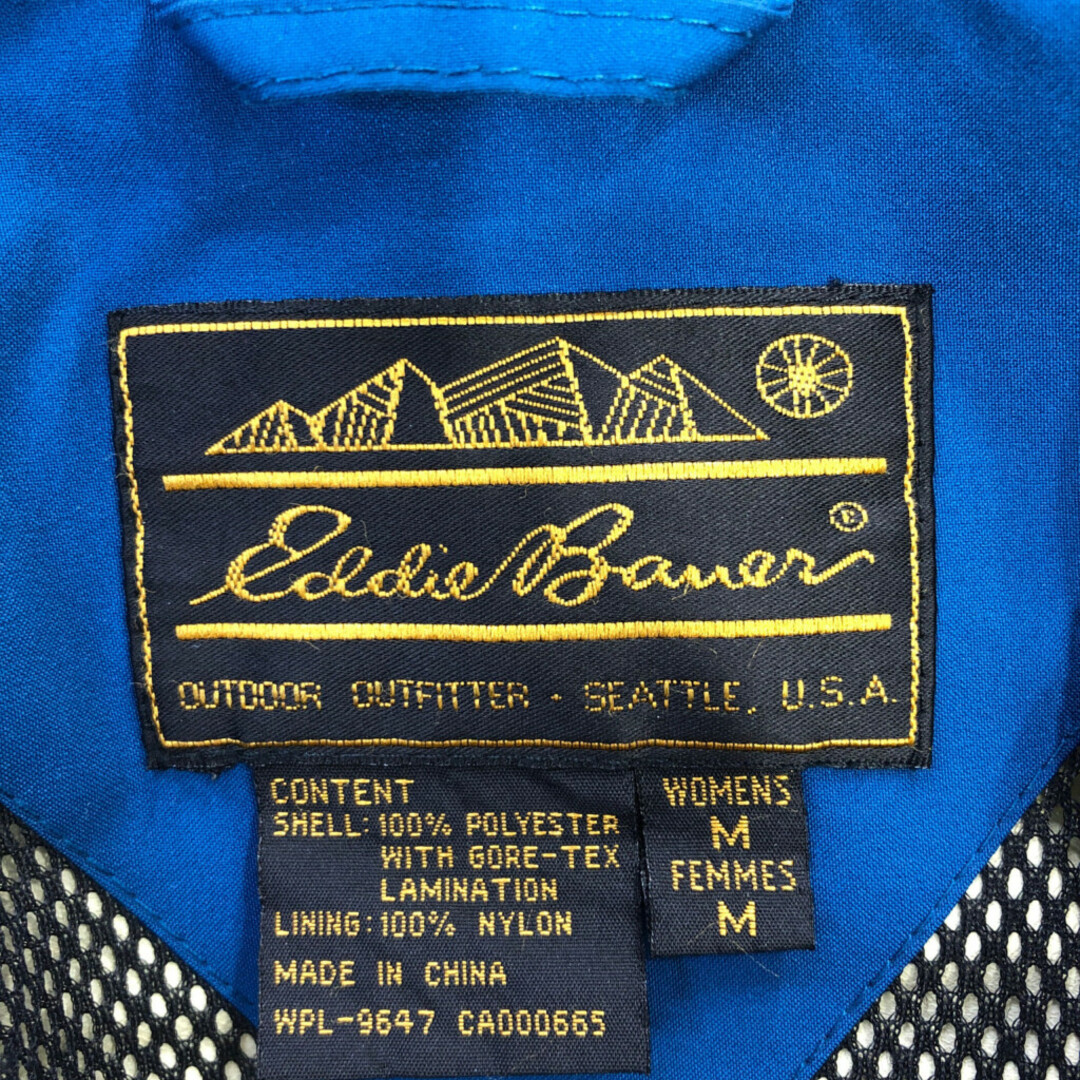 Eddie Bauer ®
OUTDOOR OUTFITTER · SEATTLE, U.S.A.
CONTENT
SHELL: 100% POLYESTER
WITH GORE-TEX
LAMINATION
LINING: 100% NYLON
MADE IN CHINA
WPL-9647 CA000665
WOMENS
M
FEMMES
M